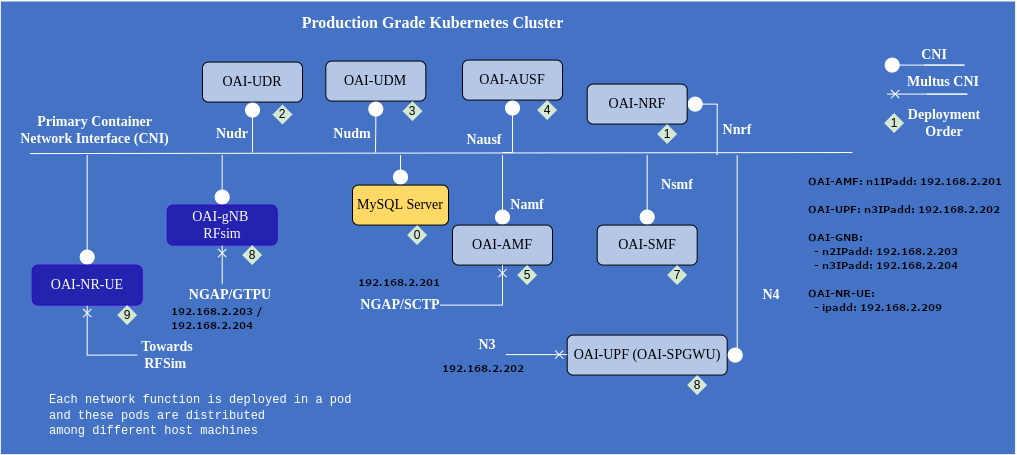 Production Grade Kubernetes Cluster
OAI-UDR
2
Nudr
OAI-UDM
3
Nudm
OAI-AUSF
4
Nausf
OAI-NRF
1
Nnrf
CNI
Multus CNI
1
Deployment
Order
Primary Container
Network Interface (CNI)
OAI-gNB
RFsim
8
NGAP/GTPU
192.168.2.203 /
192.168.2.204
MySQL Server
0
Namf
OAI-AMF
5
192.168.2.201
NGAP/SCTP
Nsmf
OAI-SMF
7
OAI-AMF: n1IPadd: 192.168.2.201
OAI-UPF: n3IPadd: 192.168.2.202
OAI-GNB:
- n2IPadd: 192.168.2.203
- n3IPadd: 192.168.2.204
OAI-NR-UE:
- ipadd: 192.168.2.209
OAI-NR-UE
9
Towards
RFSim
N4
N3
192.168.2.202
OAI-UPF (OAI-SPGWU)
8
Each network function is deployed in a pod
and these pods are distributed
among different host machines